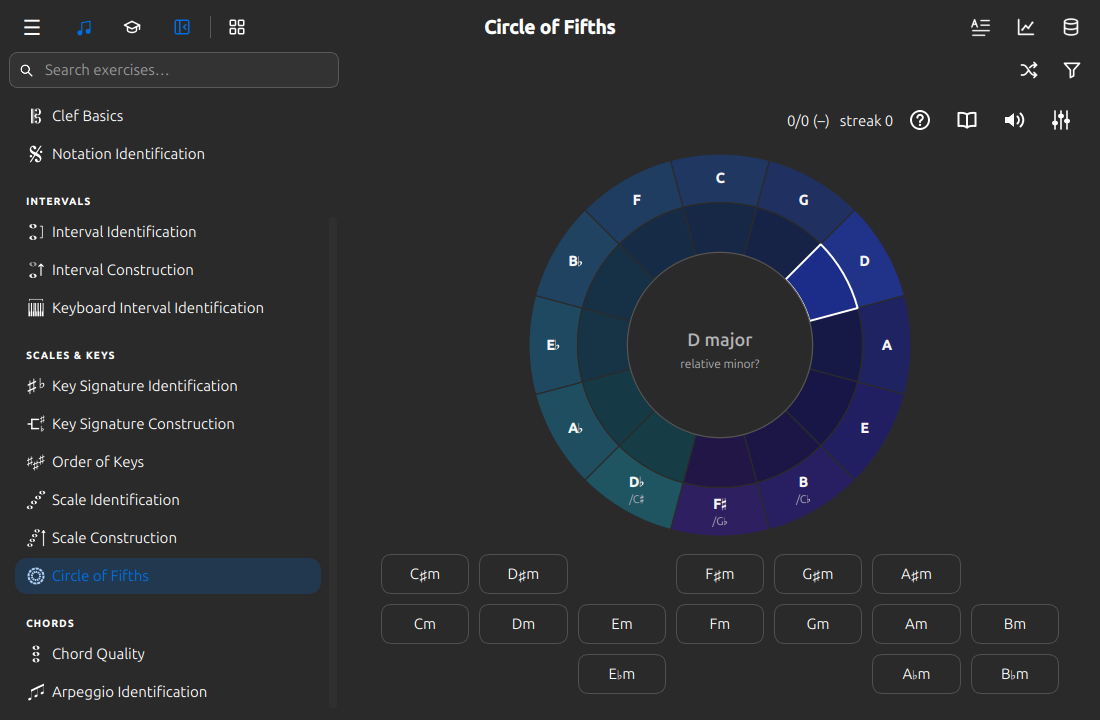 Circle of Fifths
Search exercises...
Clef Basics
Notation Identification
INTERVALS
Interval Identification
Interval Construction
Keyboard Interval Identification
SCALES & KEYS
Key Signature Identification
Key Signature Construction
Order of Keys
Scale Identification
Scale Construction
Circle of Fifths
CHORDS
Chord Quality
Arpeggio Identification
0/0 (–) streak 0
C
F
G
B♭
D
E♭
A
A♭
E
D♭
/C♯
F♯
/G♭
B
/C♭
D major
relative minor?
C♯m D♯m F♯m G♯m A♯m
Cm Dm Em Fm Gm Am Bm
E♭m A♭m B♭m